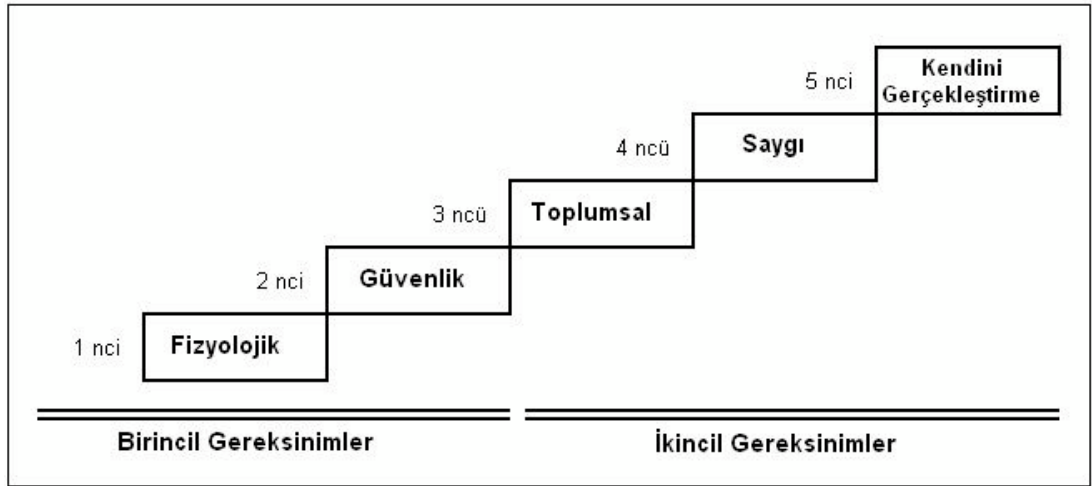 5 nci
Kendini
Gerçekleştirme
4 ncü
Saygı
3 ncü
Toplumsal
2 nci
Güvenlik
1 nci
Fizyolojik
Birincil Gereksinimler
İkincil Gereksinimler